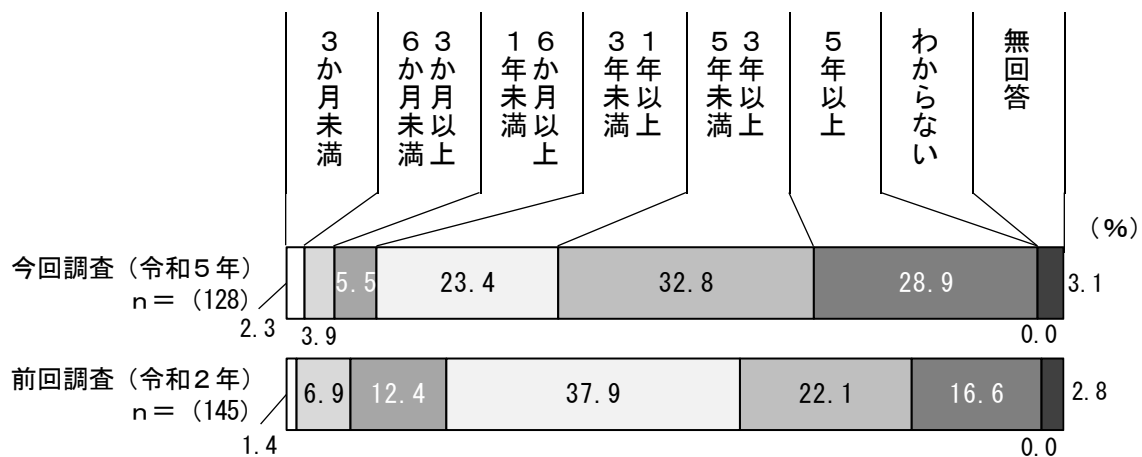 3か月未満
3か月以上
6か月未満
6か月以上
1年未満
1年以上
3年未満
3年以上
5年未満
5年以上
わからない
無回答
(%)
今回調査(令和5年)
n=(128)
2.3
3.9
5.5
23.4
32.8
28.9
0.0
3.1
前回調査(令和2年)
n=(145)
1.4
6.9
12.4
37.9
22.1
16.6
0.0
2.8